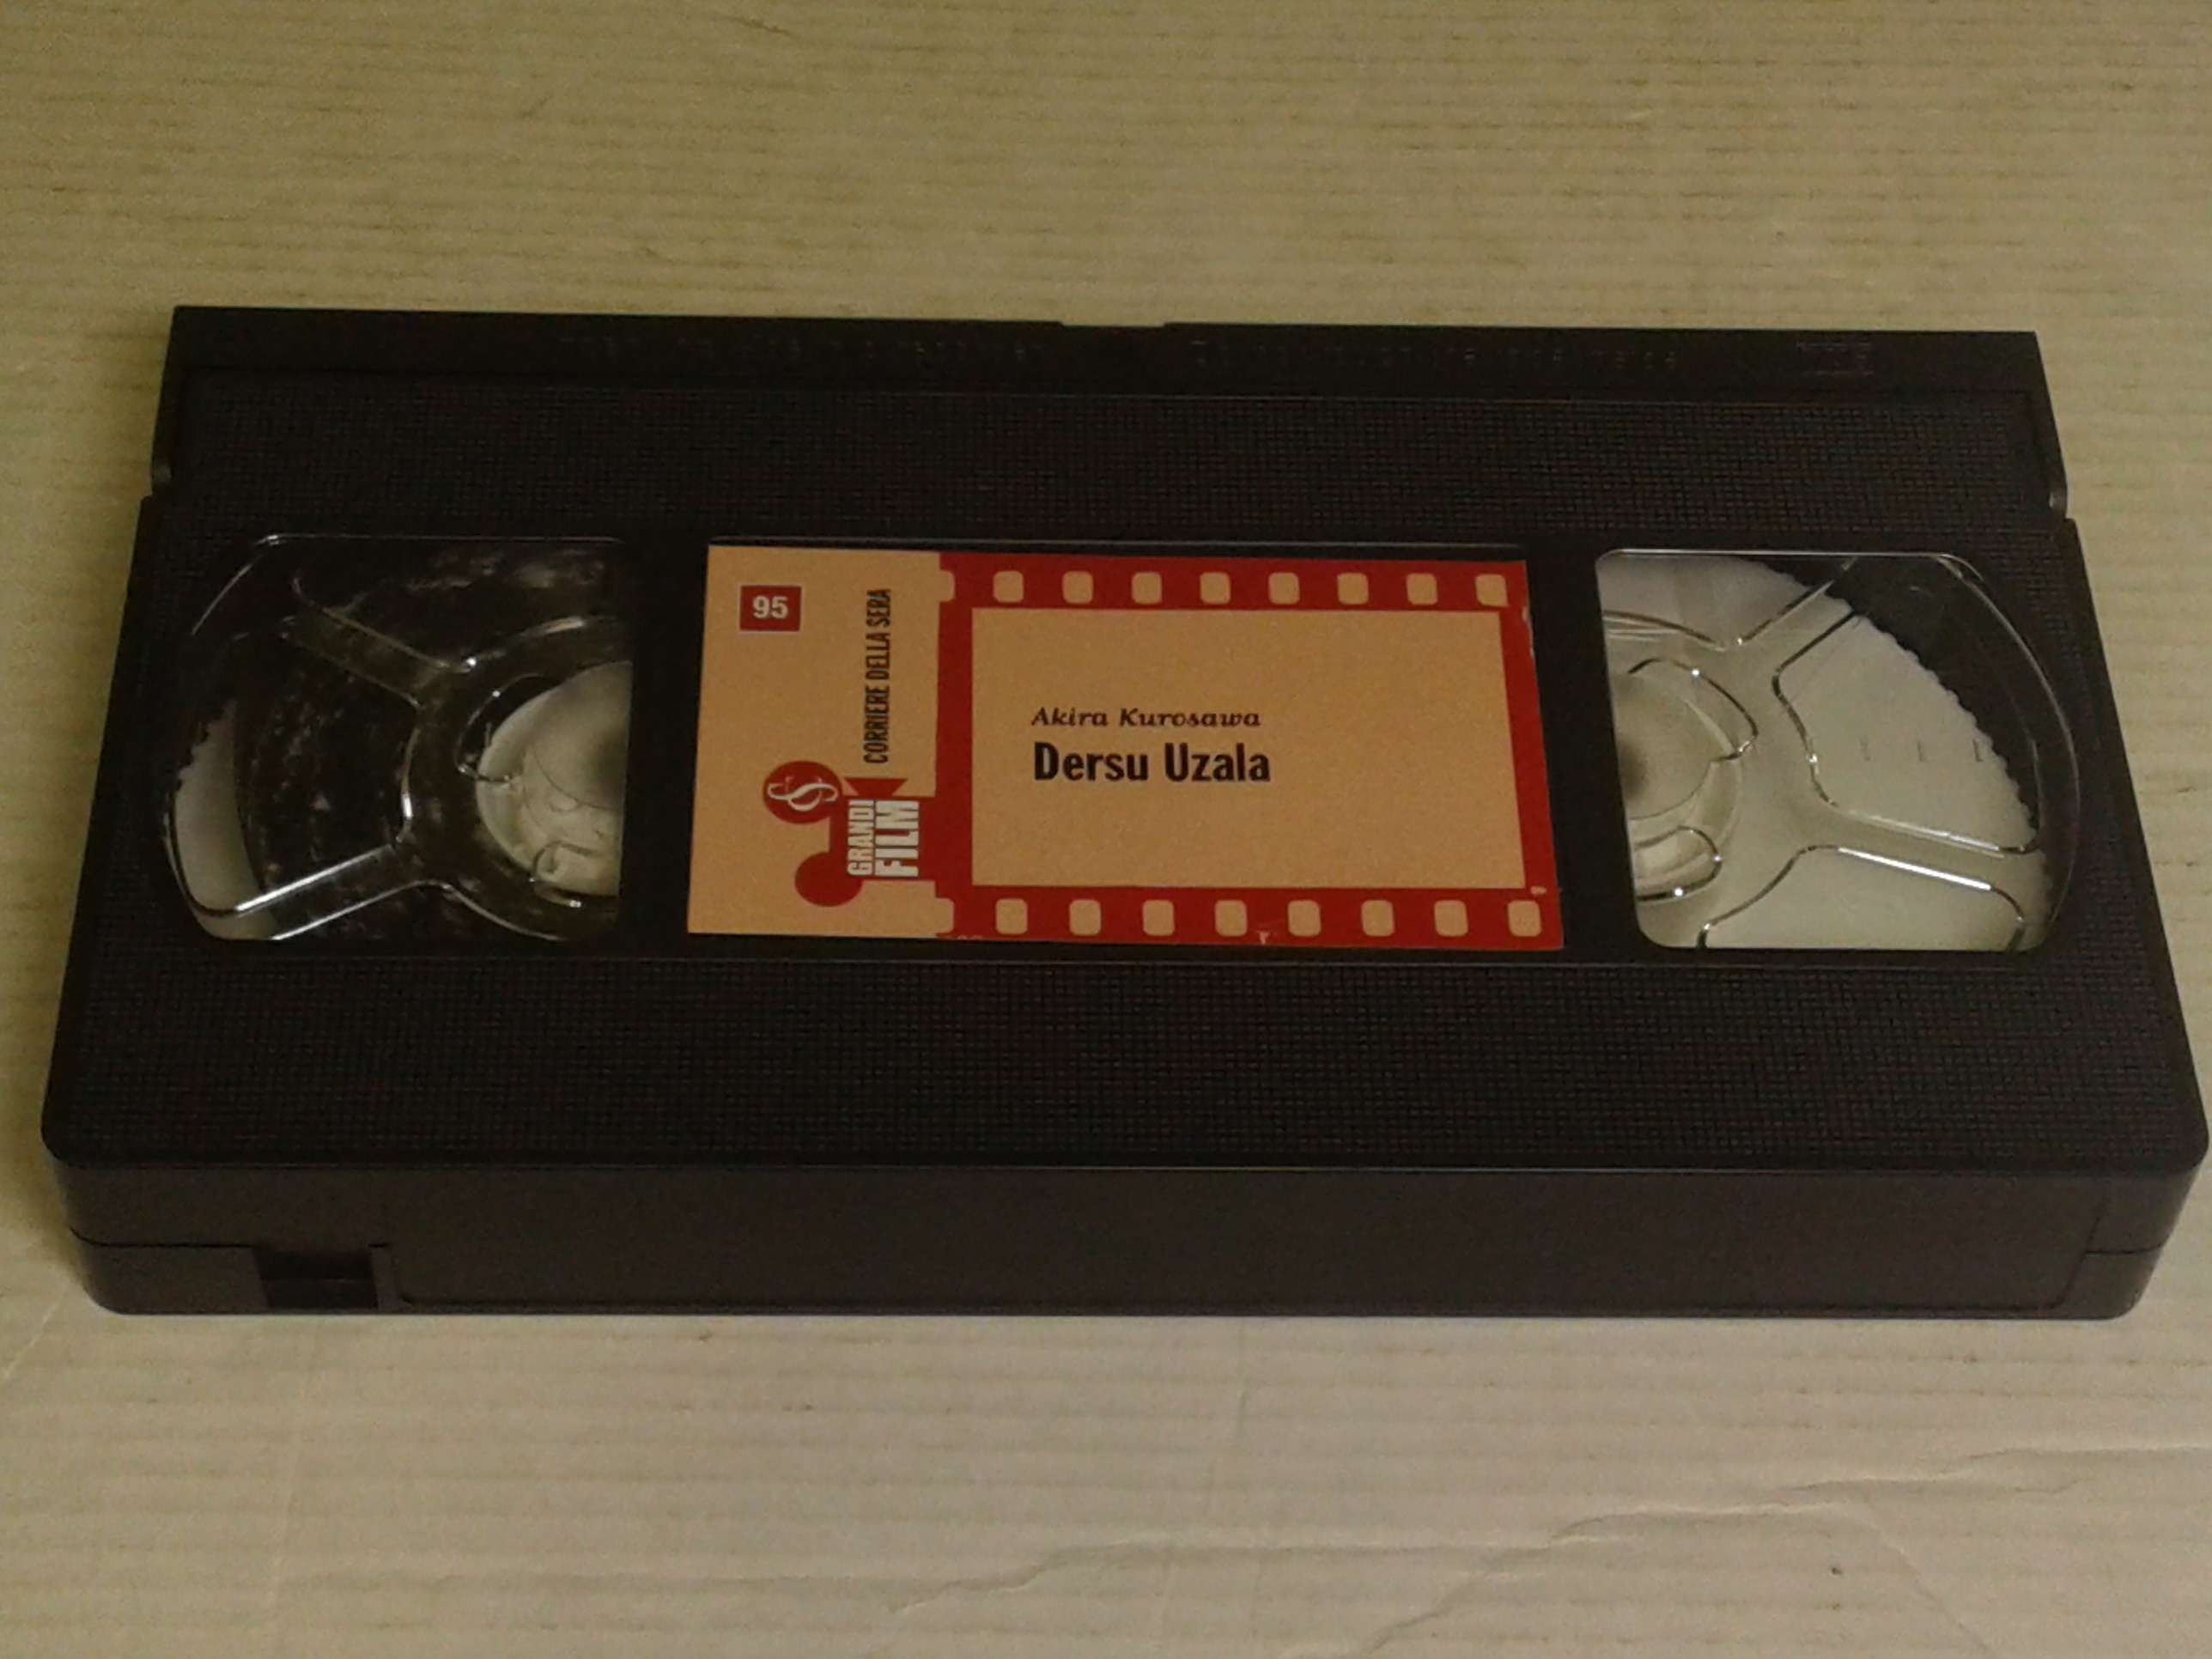 95
CORRIERE DELLA SERA
GRANDI
FILM
Akira Kurosawa
Dersu Uzala